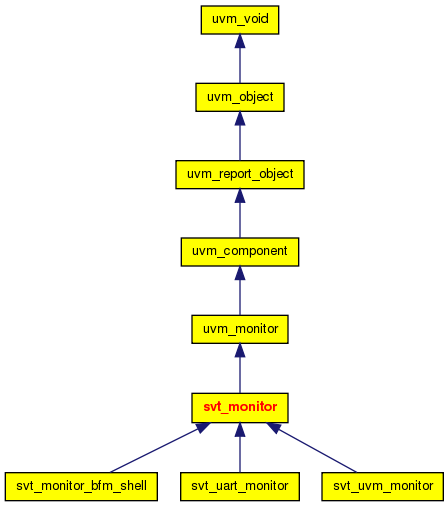 uvm_void
uvm_object
uvm_report_object
uvm_component
uvm_monitor
svt_monitor
svt_monitor_bfm_shell
svt_uart_monitor
svt_uvm_monitor